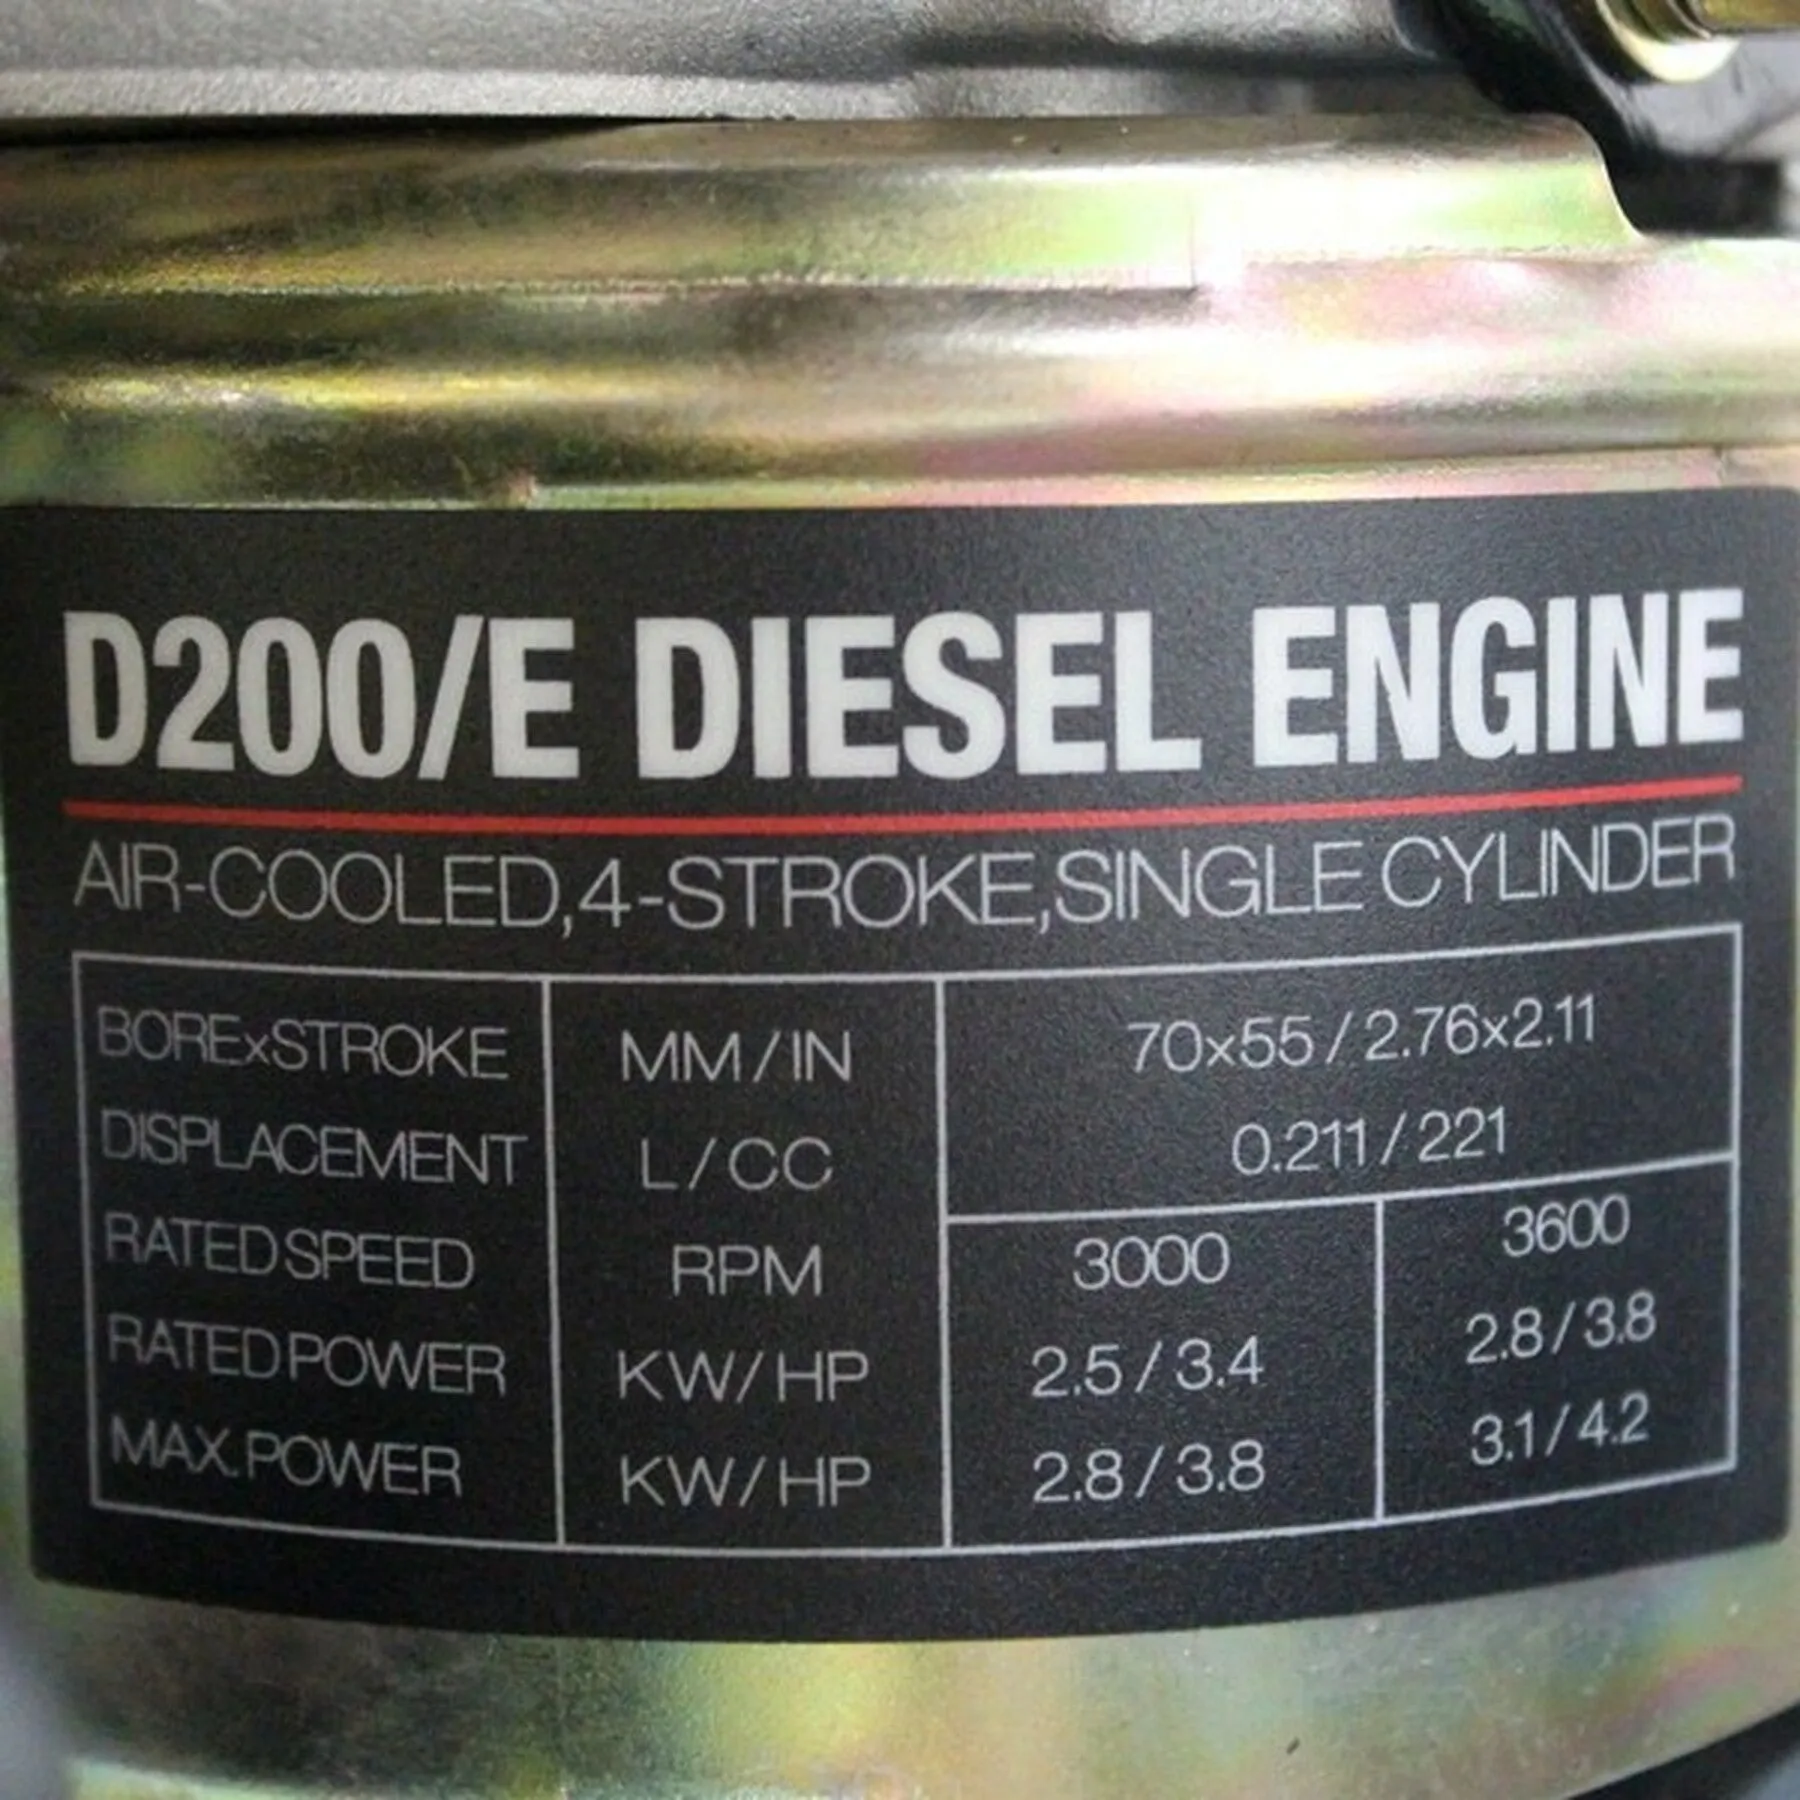 D200/E DIESEL ENGINE
AIR-COOLED,4-STROKE,SINGLE CYLINDER
BORExSTROKE MM/IN 70x55/2.76x2.11
DISPLACEMENT L/CC 0.211/221
RATED SPEED RPM 3000 3600
RATED POWER KW/HP 2.5/3.4 2.8/3.8
MAX.POWER KW/HP 2.8/3.8 3.1/4.2